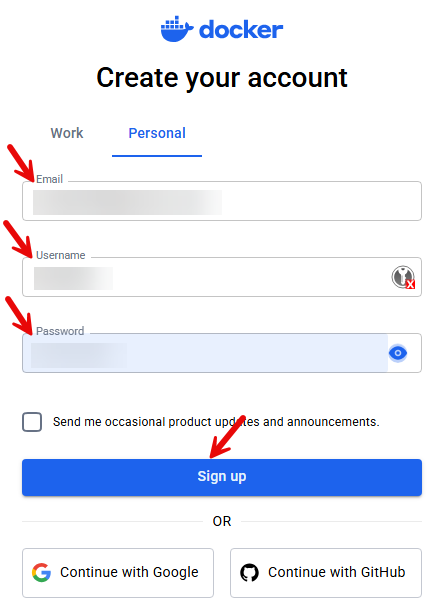 docker
Create your account
Work Personal
Email
Username
Password
Send me occasional product updates and announcements.
Sign up
OR
Continue with Google Continue with GitHub